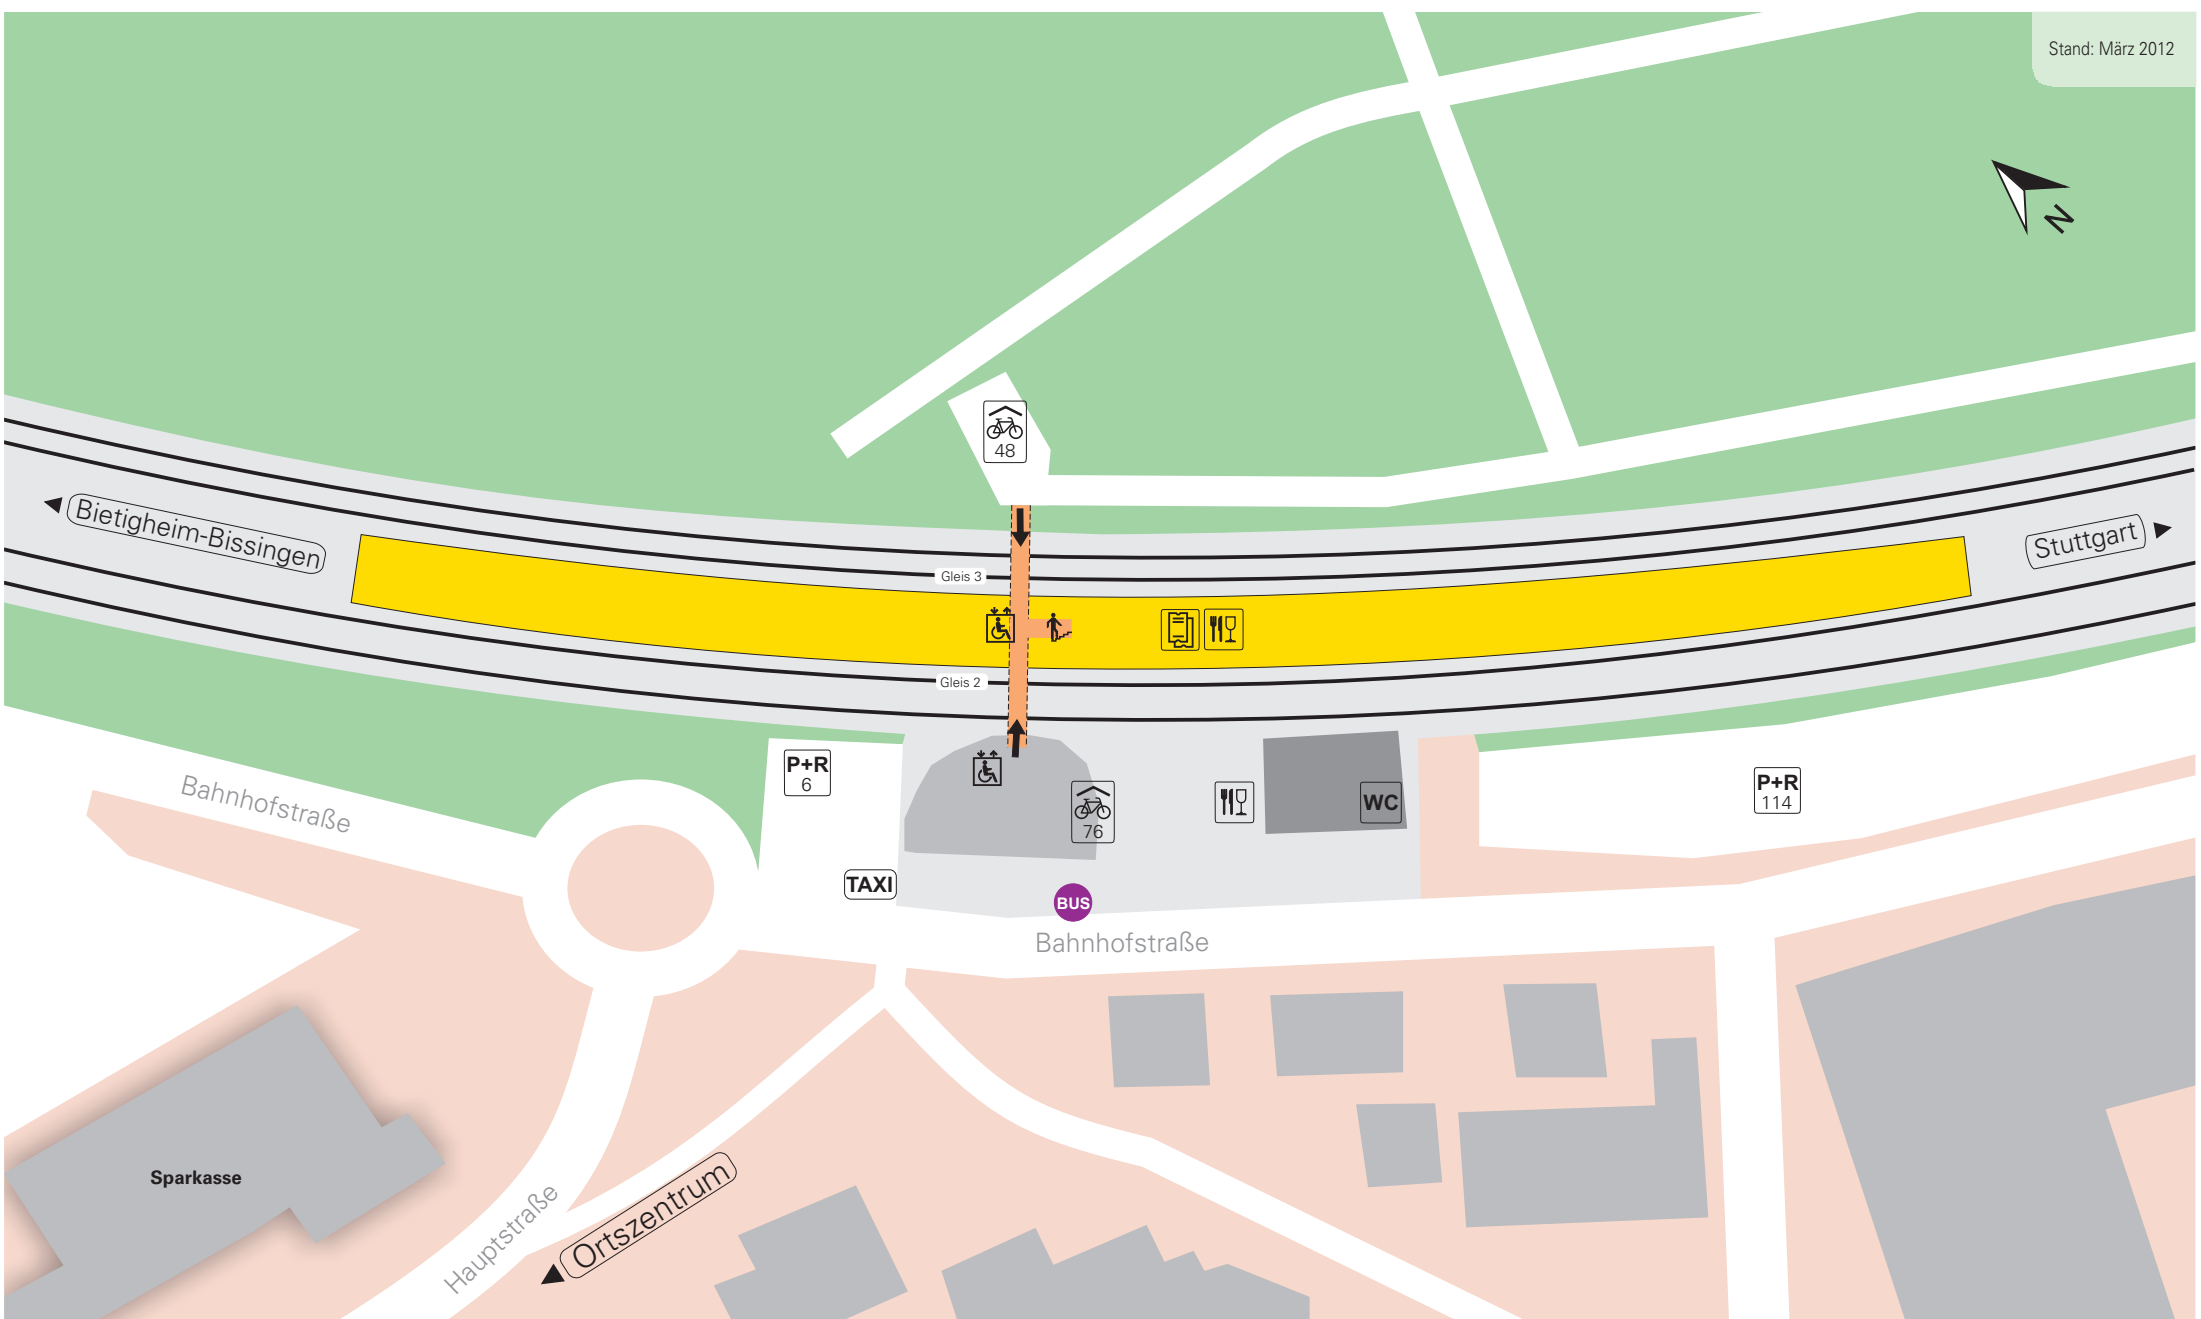 Stand: März 2012
N
48
Bietigheim-Bissingen
Stuttgart
Gleis 3
Gleis 2
P+R
6
P+R
114
76
WC
Bahnhofstraße
TAXI
BUS
Bahnhofstraße
Sparkasse
Hauptstraße
Ortszentrum